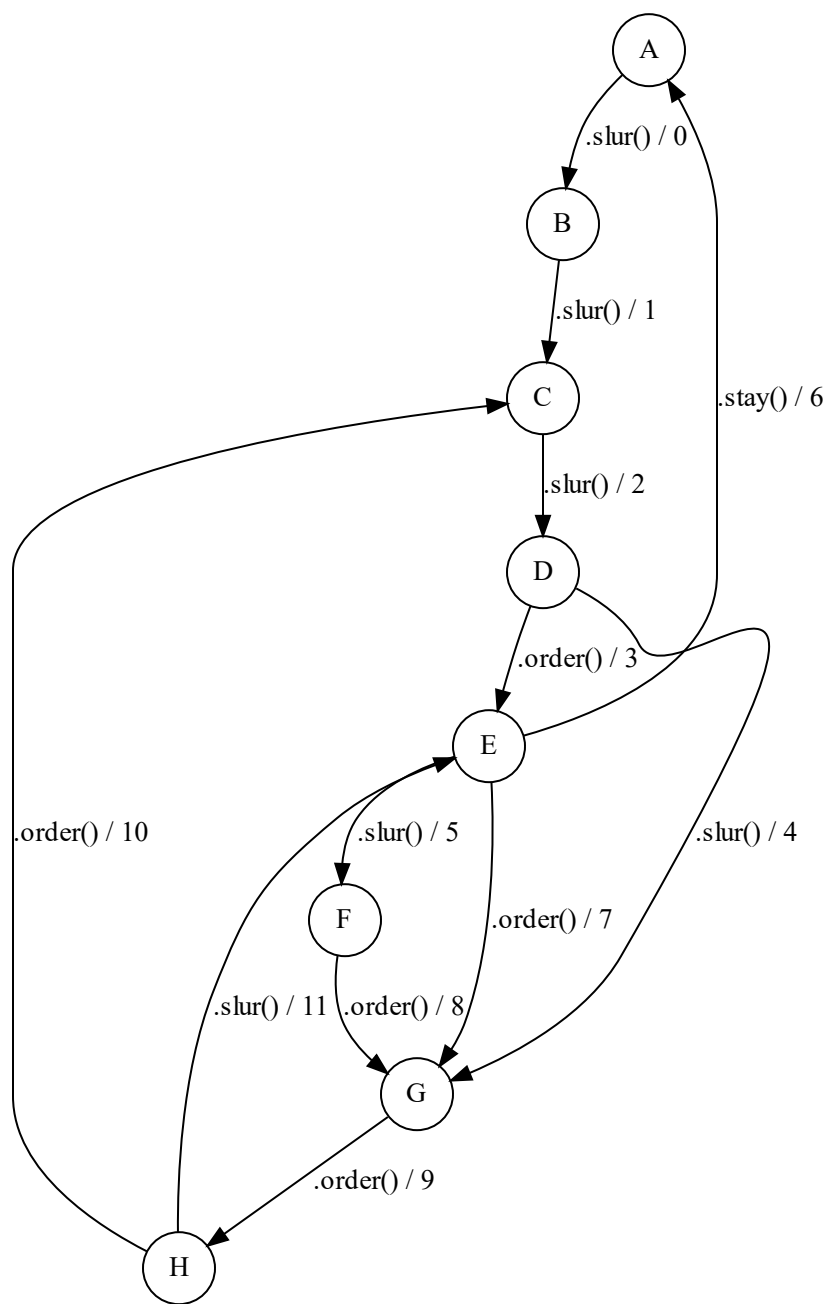 A
.slur() / 0
B
.slur() / 1
C
.stay() / 6
.slur() / 2
D
.order() / 3
E
.order() / 10
.slur() / 5
.slur() / 4
F
.order() / 7
.slur() / 11
.order() / 8
G
.order() / 9
H